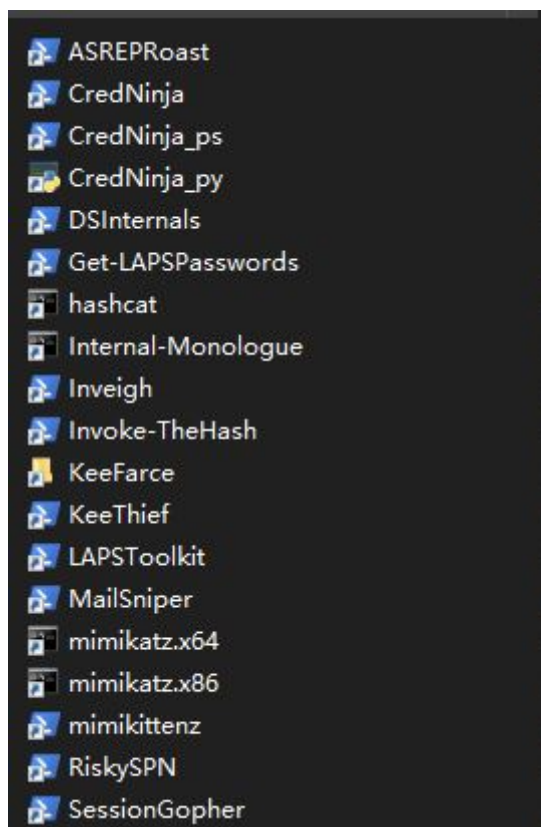 ASREPRoast
CredNinja
CredNinja_ps
CredNinja_py
DSInternals
Get-LAPSPasswords
hashcat
Internal-Monologue
Inveigh
Invoke-TheHash
KeeFarce
KeeThief
LAPSToolkit
MailSniper
mimikatz.x64
mimikatz.x86
mimikittenz
RiskySPN
SessionGopher